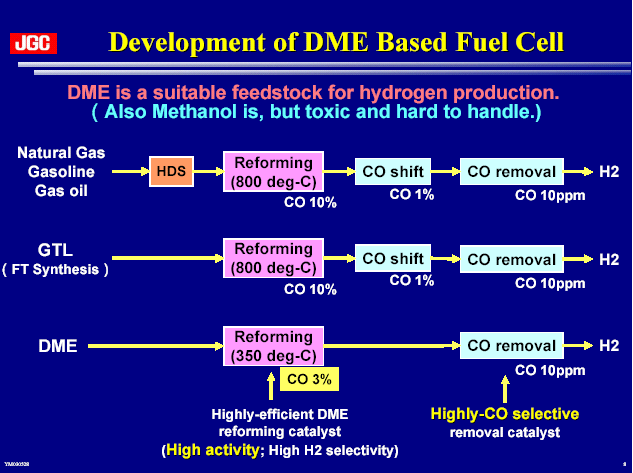 JGC
Development of DME Based Fuel Cell
DME is a suitable feedstock for hydrogen production.
( Also Methanol is, but toxic and hard to handle.)
Natural Gas
Gasoline
Gas oil
HDS
Reforming
(800 deg-C)
CO 10%
CO shift
CO 1%
CO removal
CO 10ppm
H2
GTL
( FT Synthesis )
Reforming
(800 deg-C)
CO 10%
CO shift
CO 1%
CO removal
CO 10ppm
H2
DME
Reforming
(350 deg-C)
CO 3%
CO removal
CO 10ppm
H2
Highly-efficient DME
reforming catalyst
(High activity; High H2 selectivity)
Highly-CO selective
removal catalyst